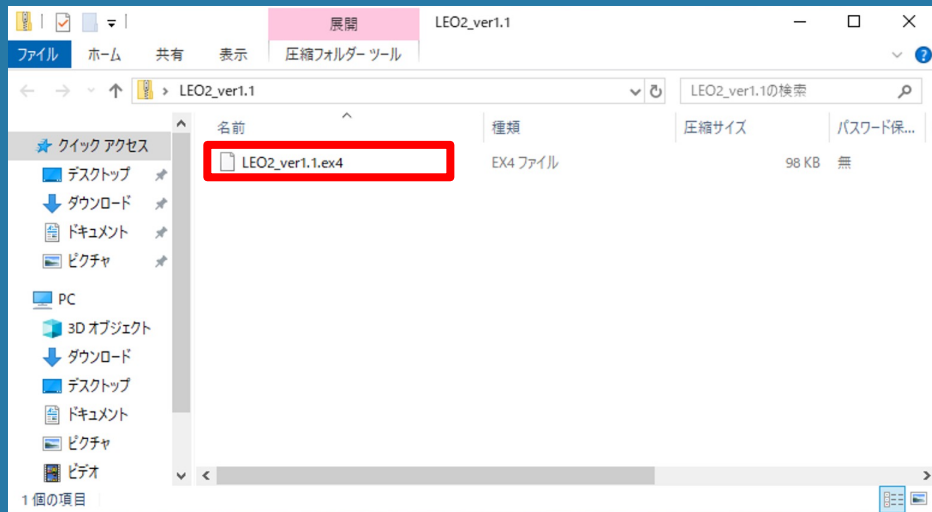 展開 LEO2_ver1.1
ファイル ホーム 共有 表示 圧縮フォルダー ツール
LEO2_ver1.1 LEO2_ver1.1の検索
名前 種類 圧縮サイズ パスワード保...
LEO2_ver1.1.ex4 EX4 ファイル 98 KB 無
クイック アクセス
デスクトップ
ダウンロード
ドキュメント
ピクチャ
PC
3D オブジェクト
ダウンロード
デスクトップ
ドキュメント
ピクチャ
ビデオ
1 個の項目